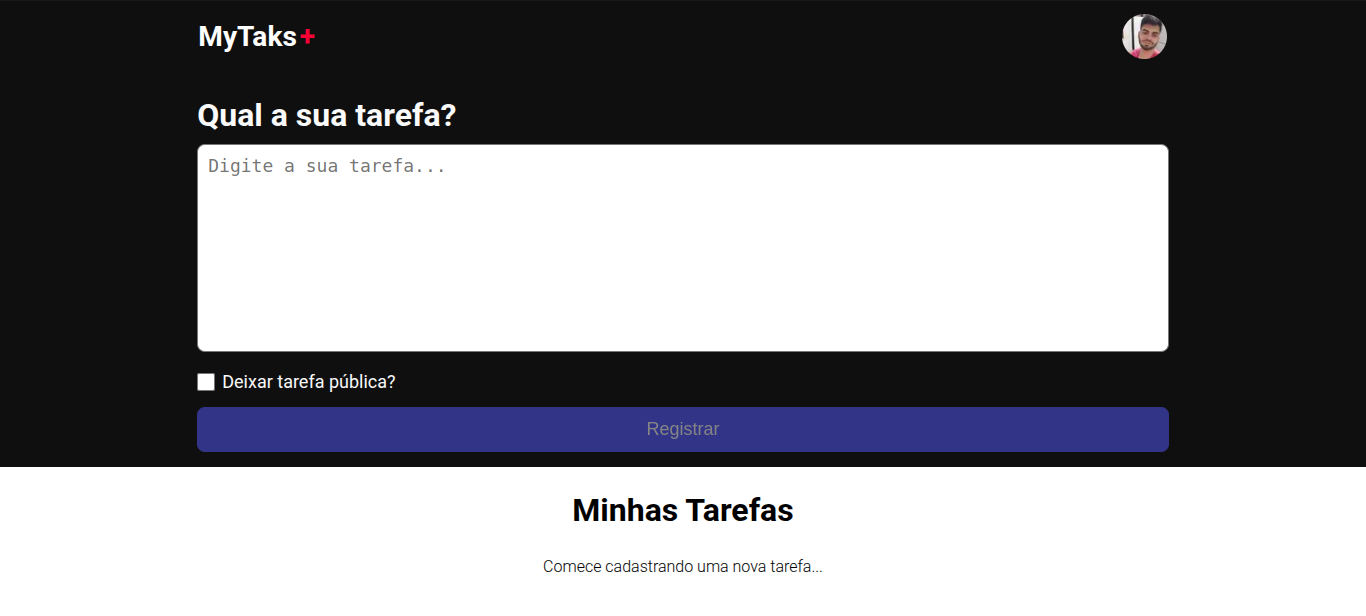 MyTaks+
Qual a sua tarefa?
Digite a sua tarefa...
Deixar tarefa pública?
Registrar
Minhas Tarefas
Comece cadastrando uma nova tarefa...